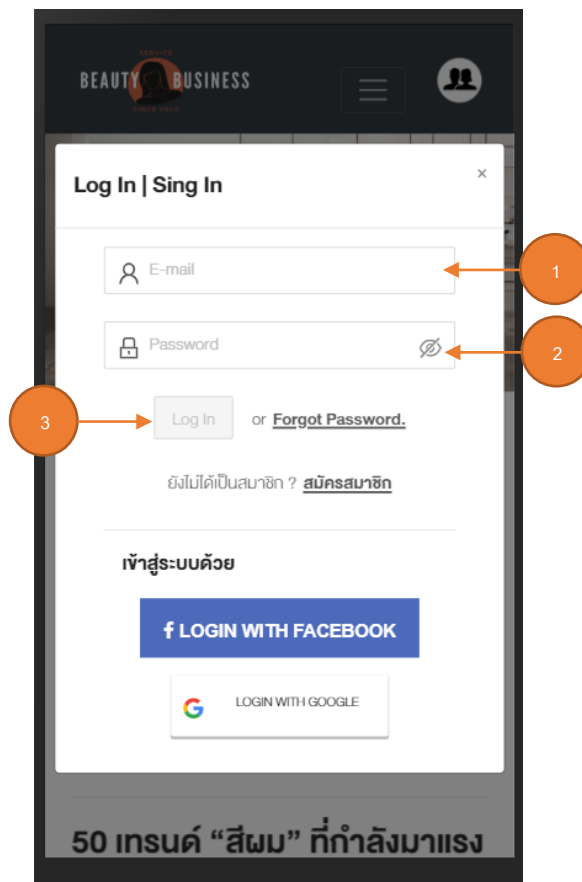 SERVICE
BEAUTY BUSINESS
SINCE 2020
Log In | Sing In
×
E-mail
1
Password
2
3
Log In or Forgot Password.
ยังไม่ได้เป็นสมาชิก ? สมัครสมาชิก
เข้าสู่ระบบด้วย
f LOGIN WITH FACEBOOK
G LOGIN WITH GOOGLE
50 เทรนด์ “สีผม” ที่กำลังมาแรง